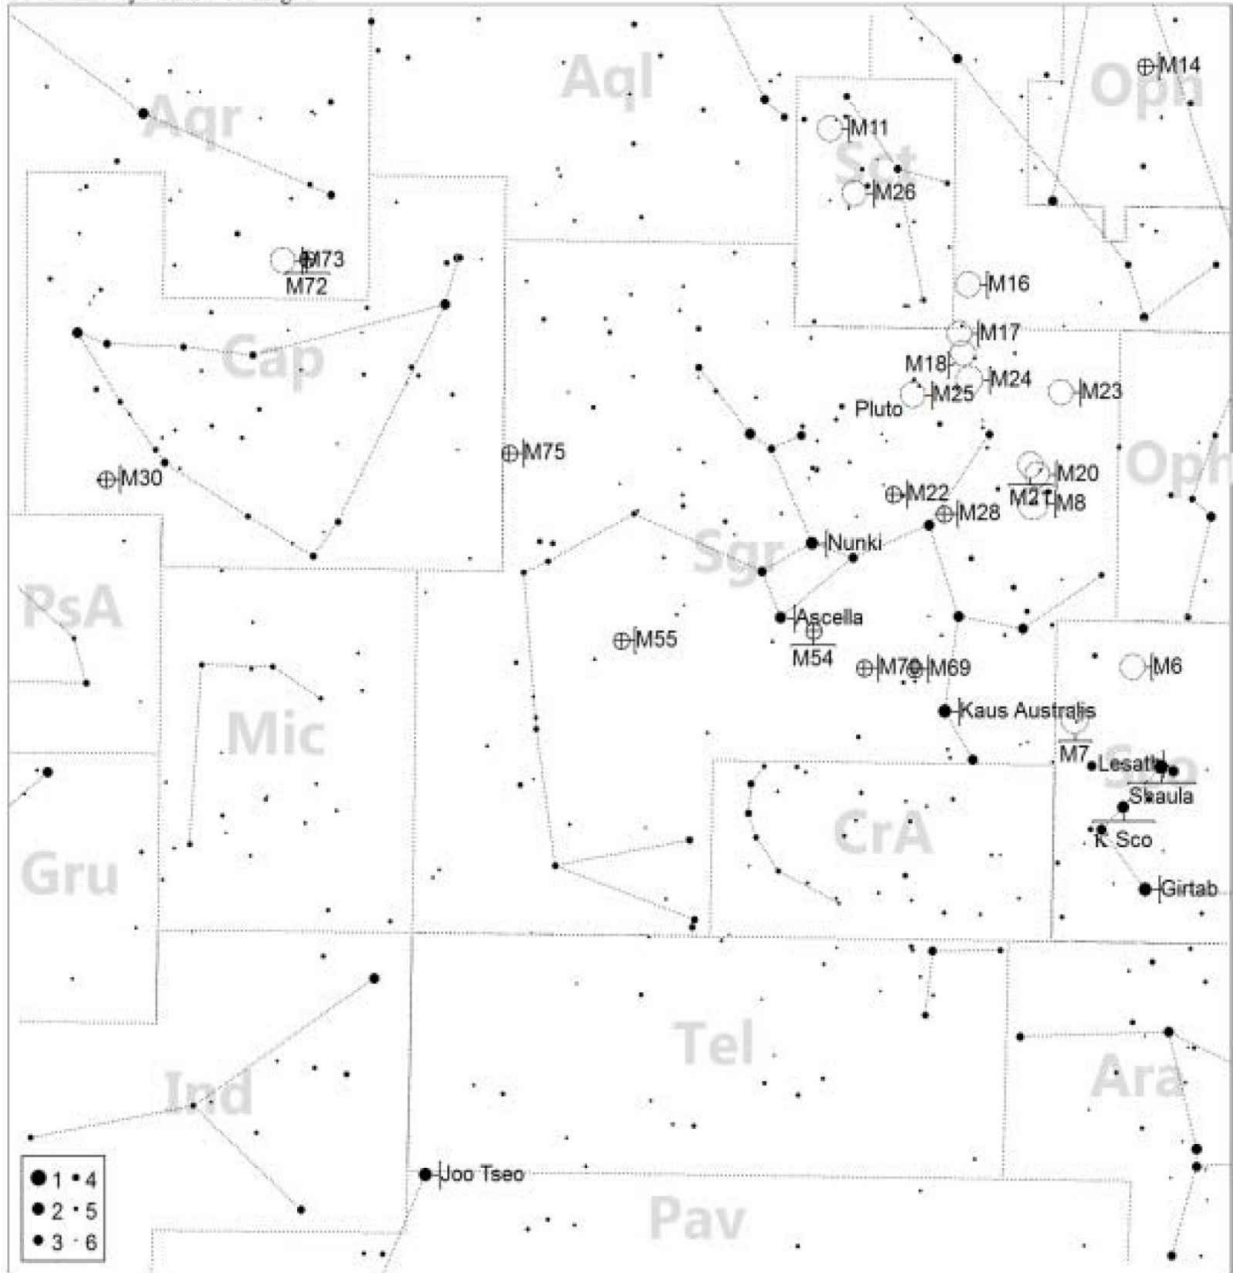 Aqr
Aql
Oph
M14
M11
Sct
M26
M73
M72
M16
M17
M18
M24
M25
M23
Pluto
Cap
M75
M30
Oph
M20
M21
M8
M22
M28
Nunki
Sgr
PsA
Ascella
M54
M55
M70
M69
M6
Kaus Australis
M7
Mic
Sco
Lesath
Shaula
κ Sco
CrA
Girtab
Gru
Tel
Ara
Ind
Joo Tseo
Pav
1 4
2 5
3 6